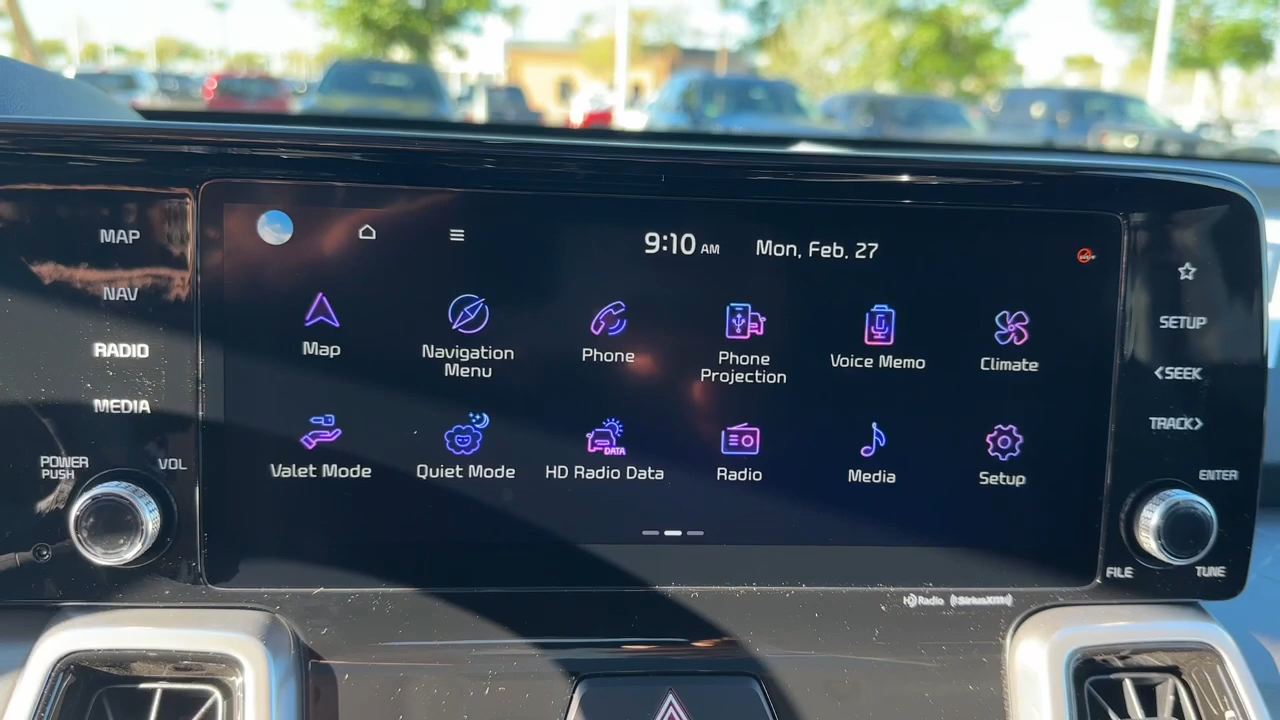 MAP
NAV
RADIO
MEDIA
POWER
PUSH
VOL
9:10 AM
Mon, Feb. 27
Map
Navigation
Menu
Phone
Phone
Projection
Voice Memo
Climate
Valet Mode
Quiet Mode
DATA
HD Radio Data
Radio
Media
Setup
SETUP
<SEEK
TRACK>
ENTER
FILE
TUNE
HD Radio
SiriusXM